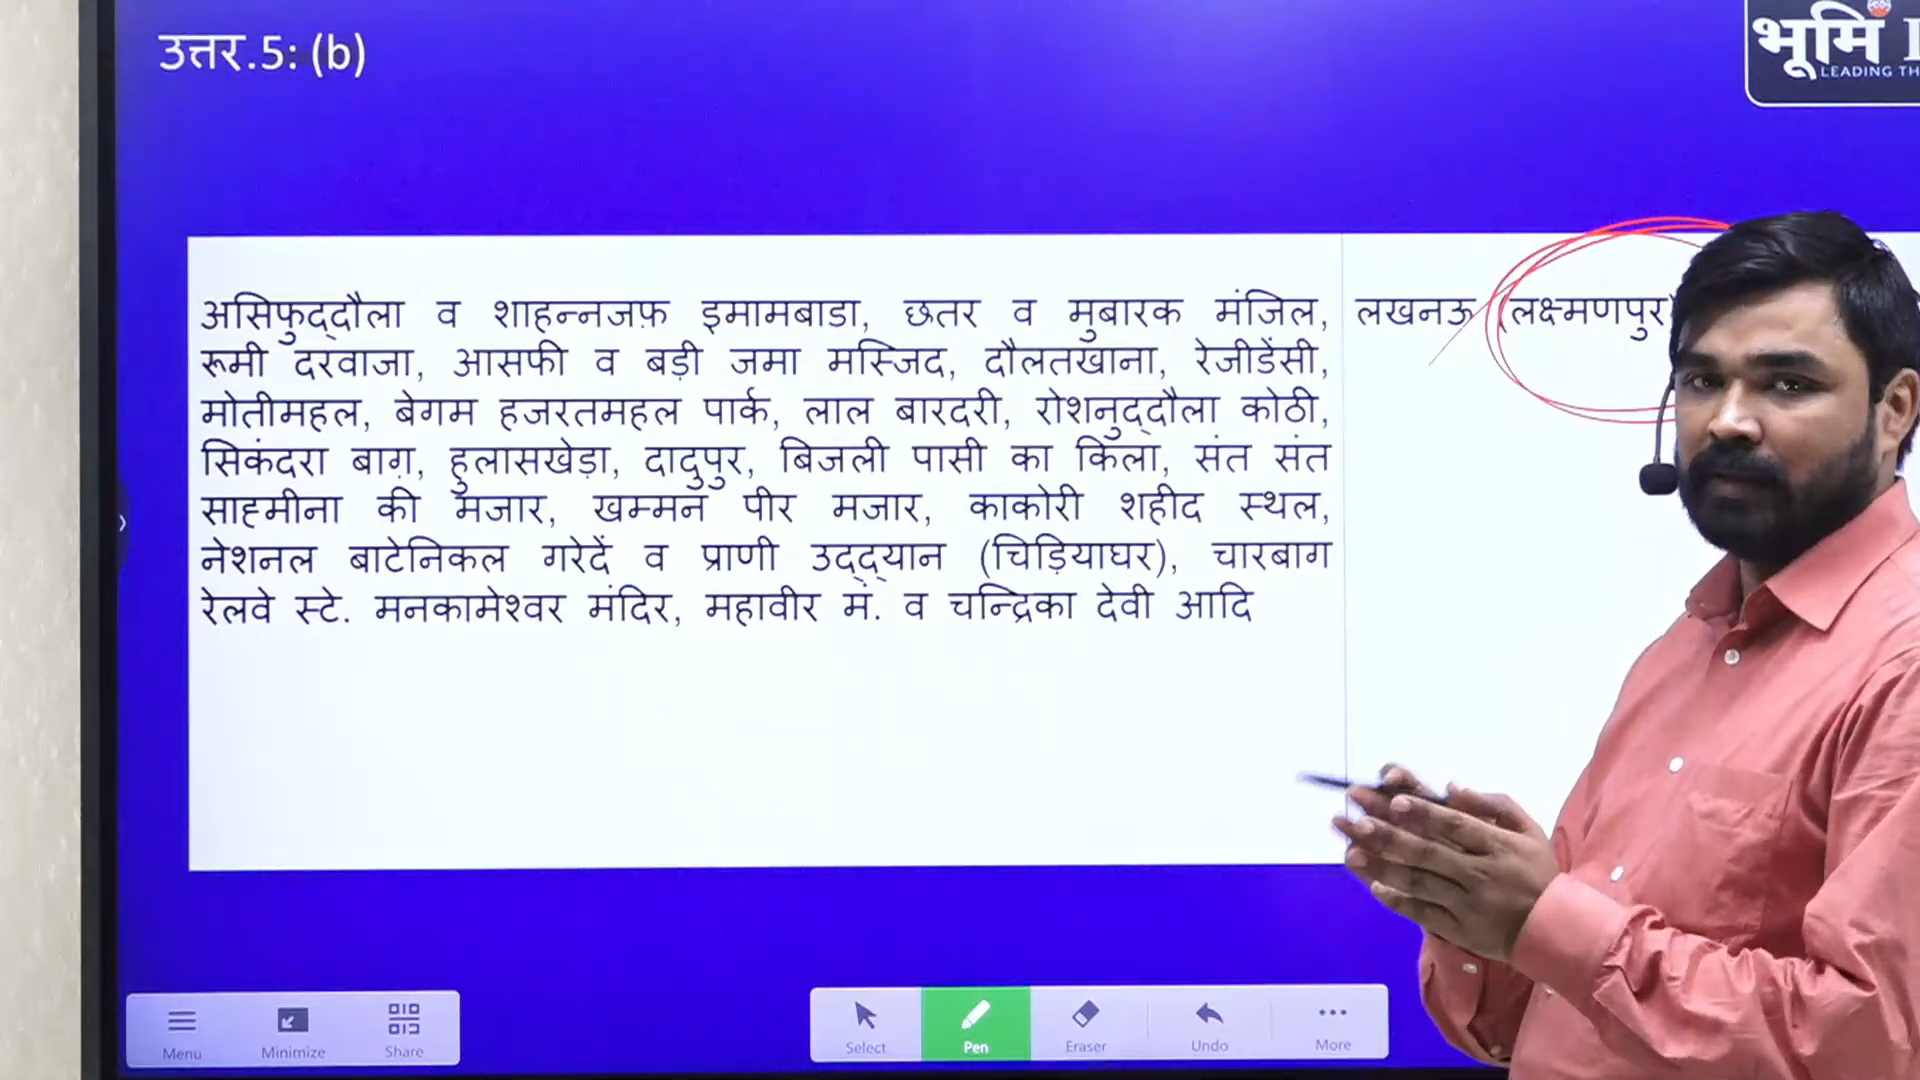 उत्तर.5: (b)
भूमि
LEADING TH
असिफुद्दौला व शाहन्नजफ़ इमामबाडा, छतर व मुबारक मंजिल,
रूमी दरवाजा, आसफी व बड़ी जमा मस्जिद, दौलतखाना, रेजीडेंसी,
मोतीमहल, बेगम हजरतमहल पार्क, लाल बारदरी, रोशनुद्दौला कोठी,
सिकंदरा बाग़, हुलासखेड़ा, दादुपुर, बिजली पासी का किला, संत संत
साह्मीना की मजार, खम्मन पीर मजार, काकोरी शहीद स्थल,
नेशनल बाटेनिकल गरेदें व प्राणी उद्द्यान (चिड़ियाघर), चारबाग
रेलवे स्टे. मनकामेश्वर मंदिर, महावीर मं. व चन्द्रिका देवी आदि
लखनऊ (लक्ष्मणपुर)
Menu
Minimize
Share
Select
Pen
Eraser
Undo
More